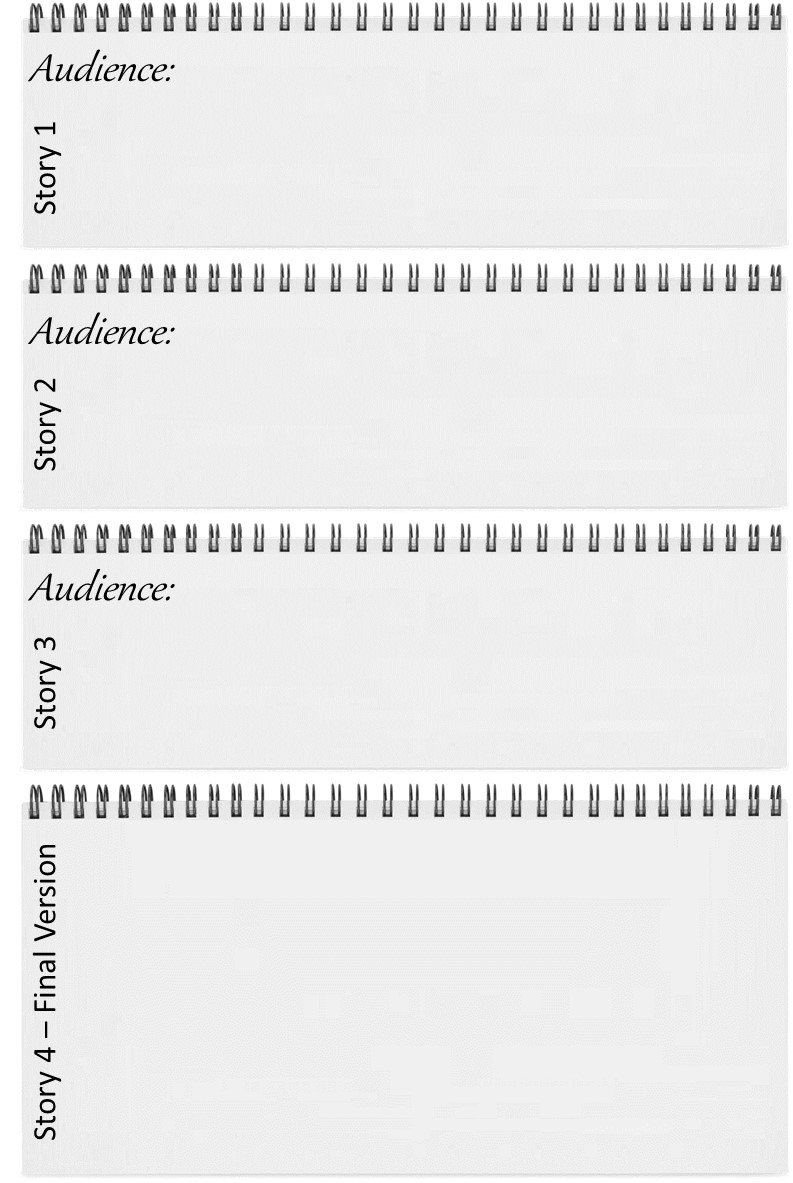 Audience:
Story 1
Audience:
Story 2
Audience:
Story 3
Story 4 – Final Version